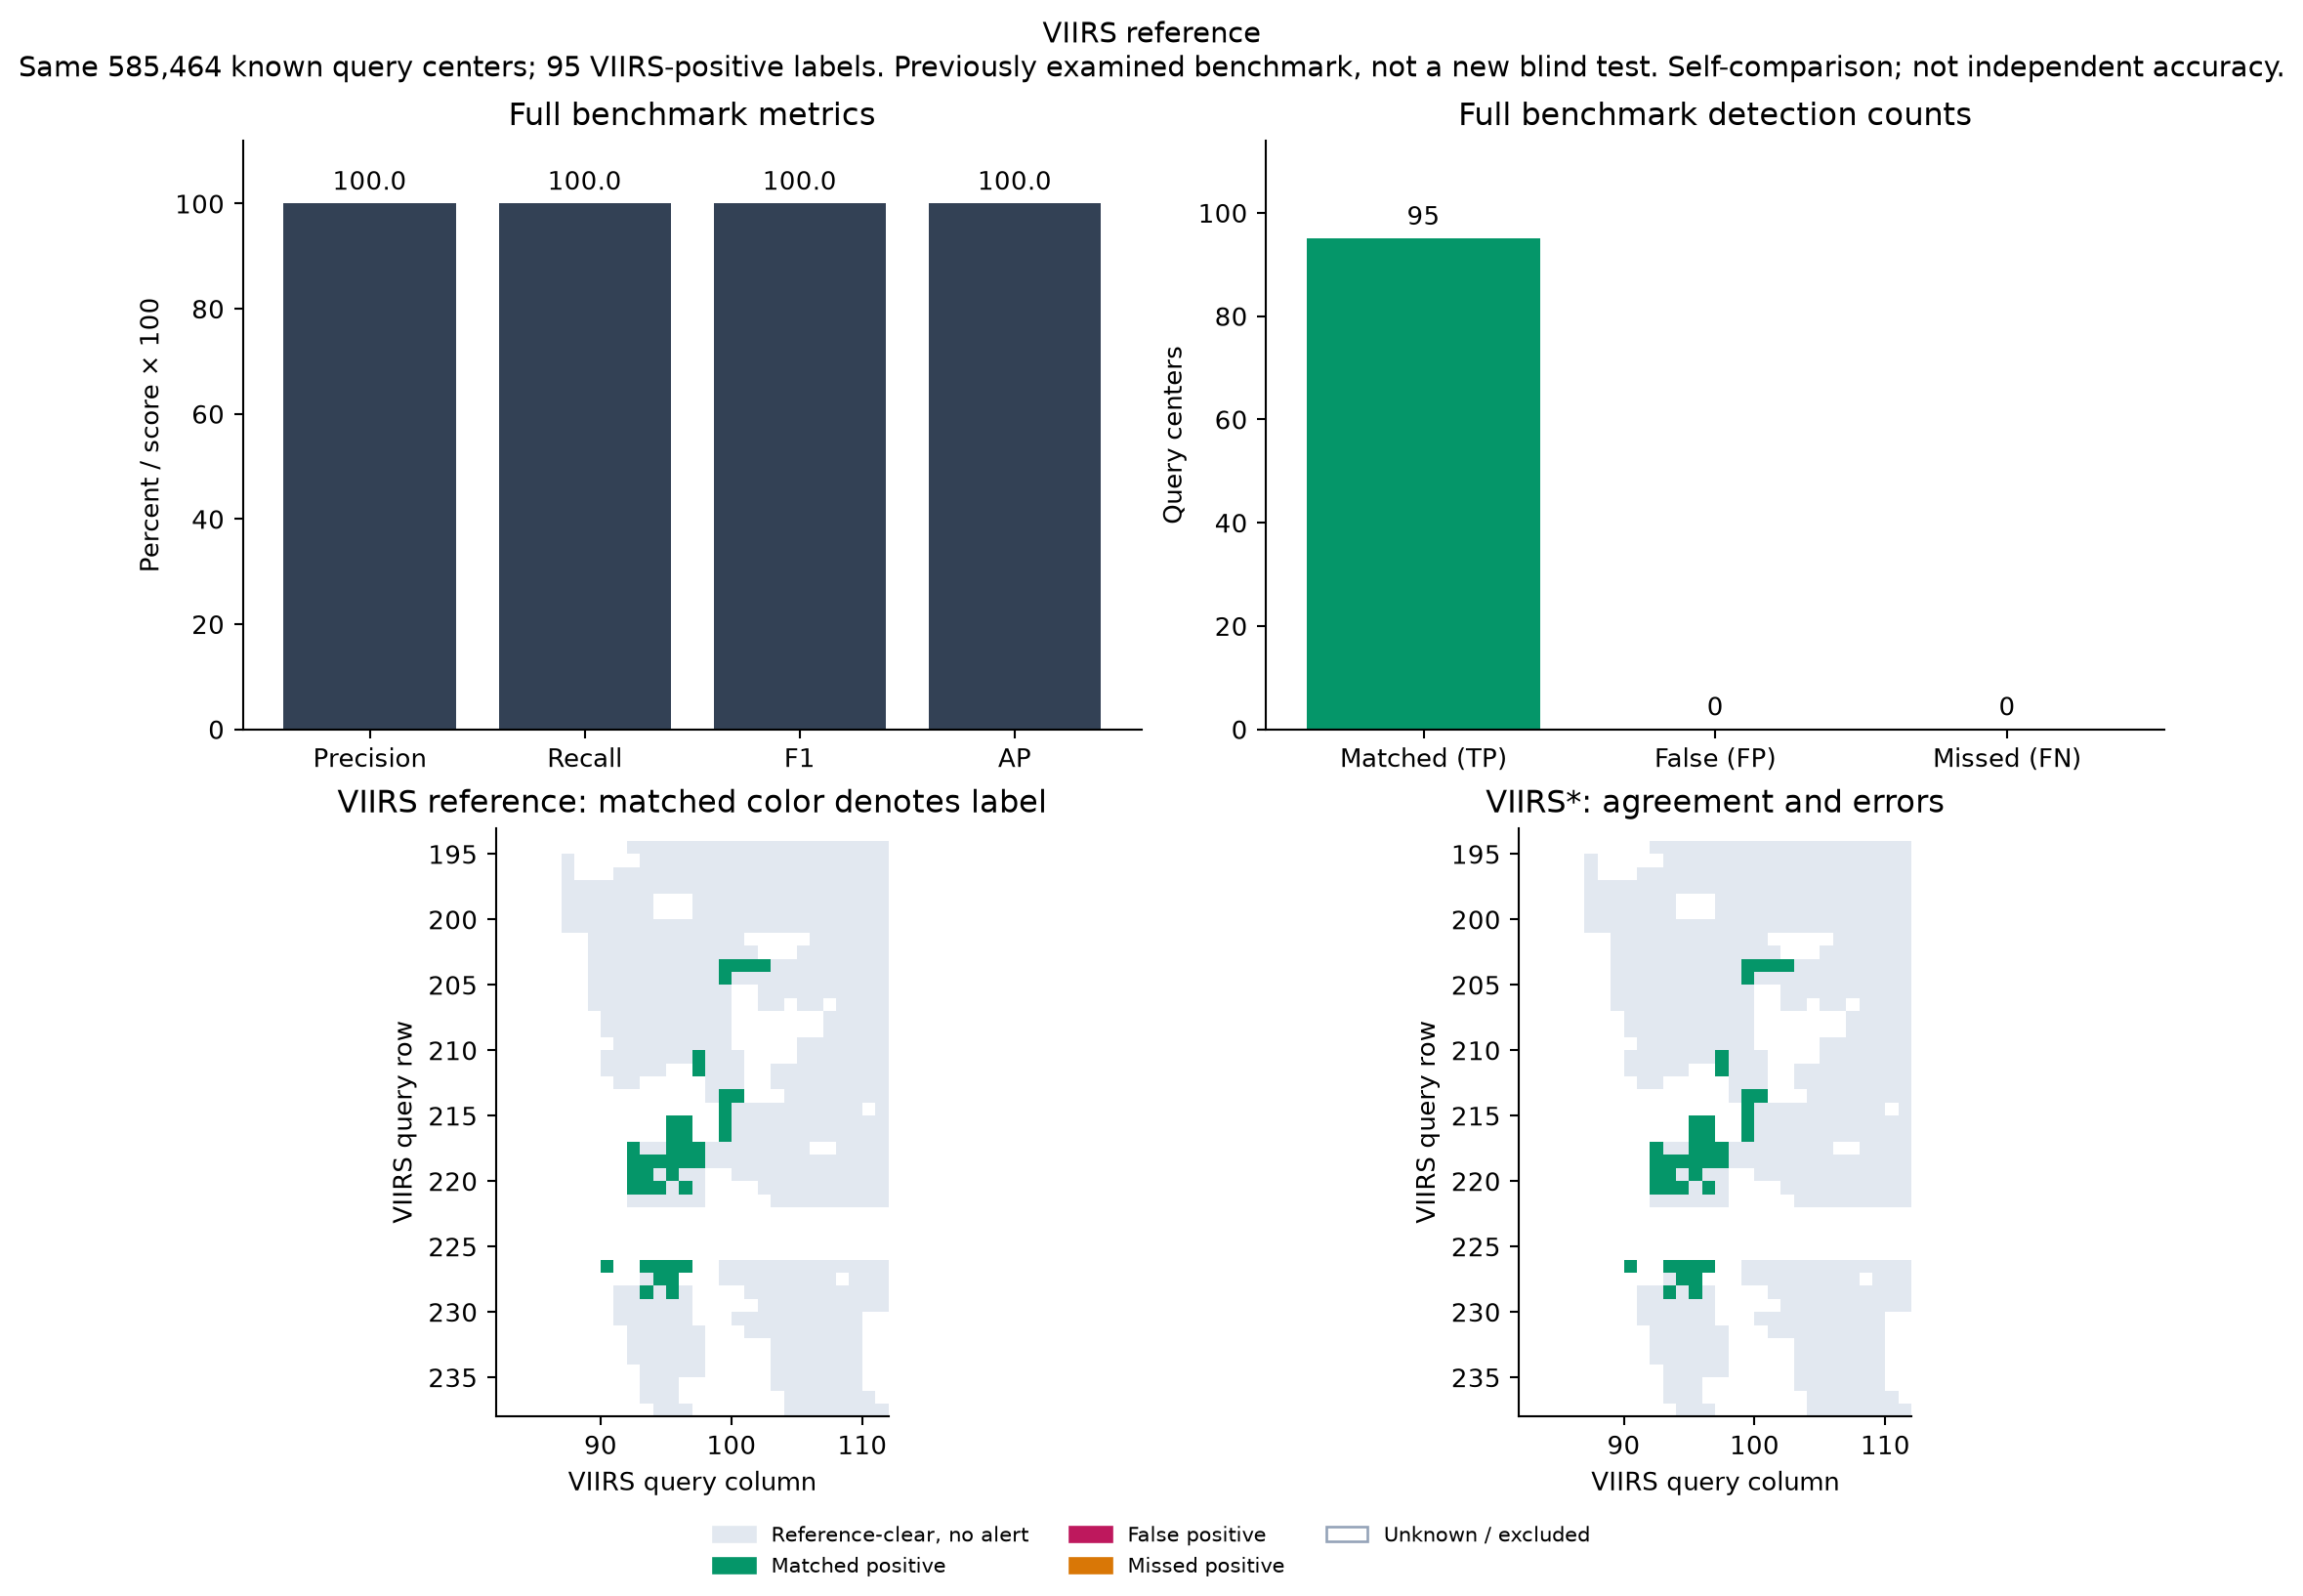 VIIRS reference
Same 585,464 known query centers; 95 VIIRS-positive labels. Previously examined benchmark, not a new blind test. Self-comparison; not independent accuracy.
Full benchmark metrics
Percent / score × 100
100
80
60
40
20
0
100.0
100.0
100.0
100.0
Precision
Recall
F1
AP
Full benchmark detection counts
Query centers
100
80
60
40
20
0
95
0
0
Matched (TP)
False (FP)
Missed (FN)
VIIRS reference: matched color denotes label
VIIRS query row
195
200
205
210
215
220
225
230
235
90
100
110
VIIRS query column
VIIRS*: agreement and errors
VIIRS query row
195
200
205
210
215
220
225
230
235
90
100
110
VIIRS query column
Reference-clear, no alert
Matched positive
False positive
Missed positive
Unknown / excluded